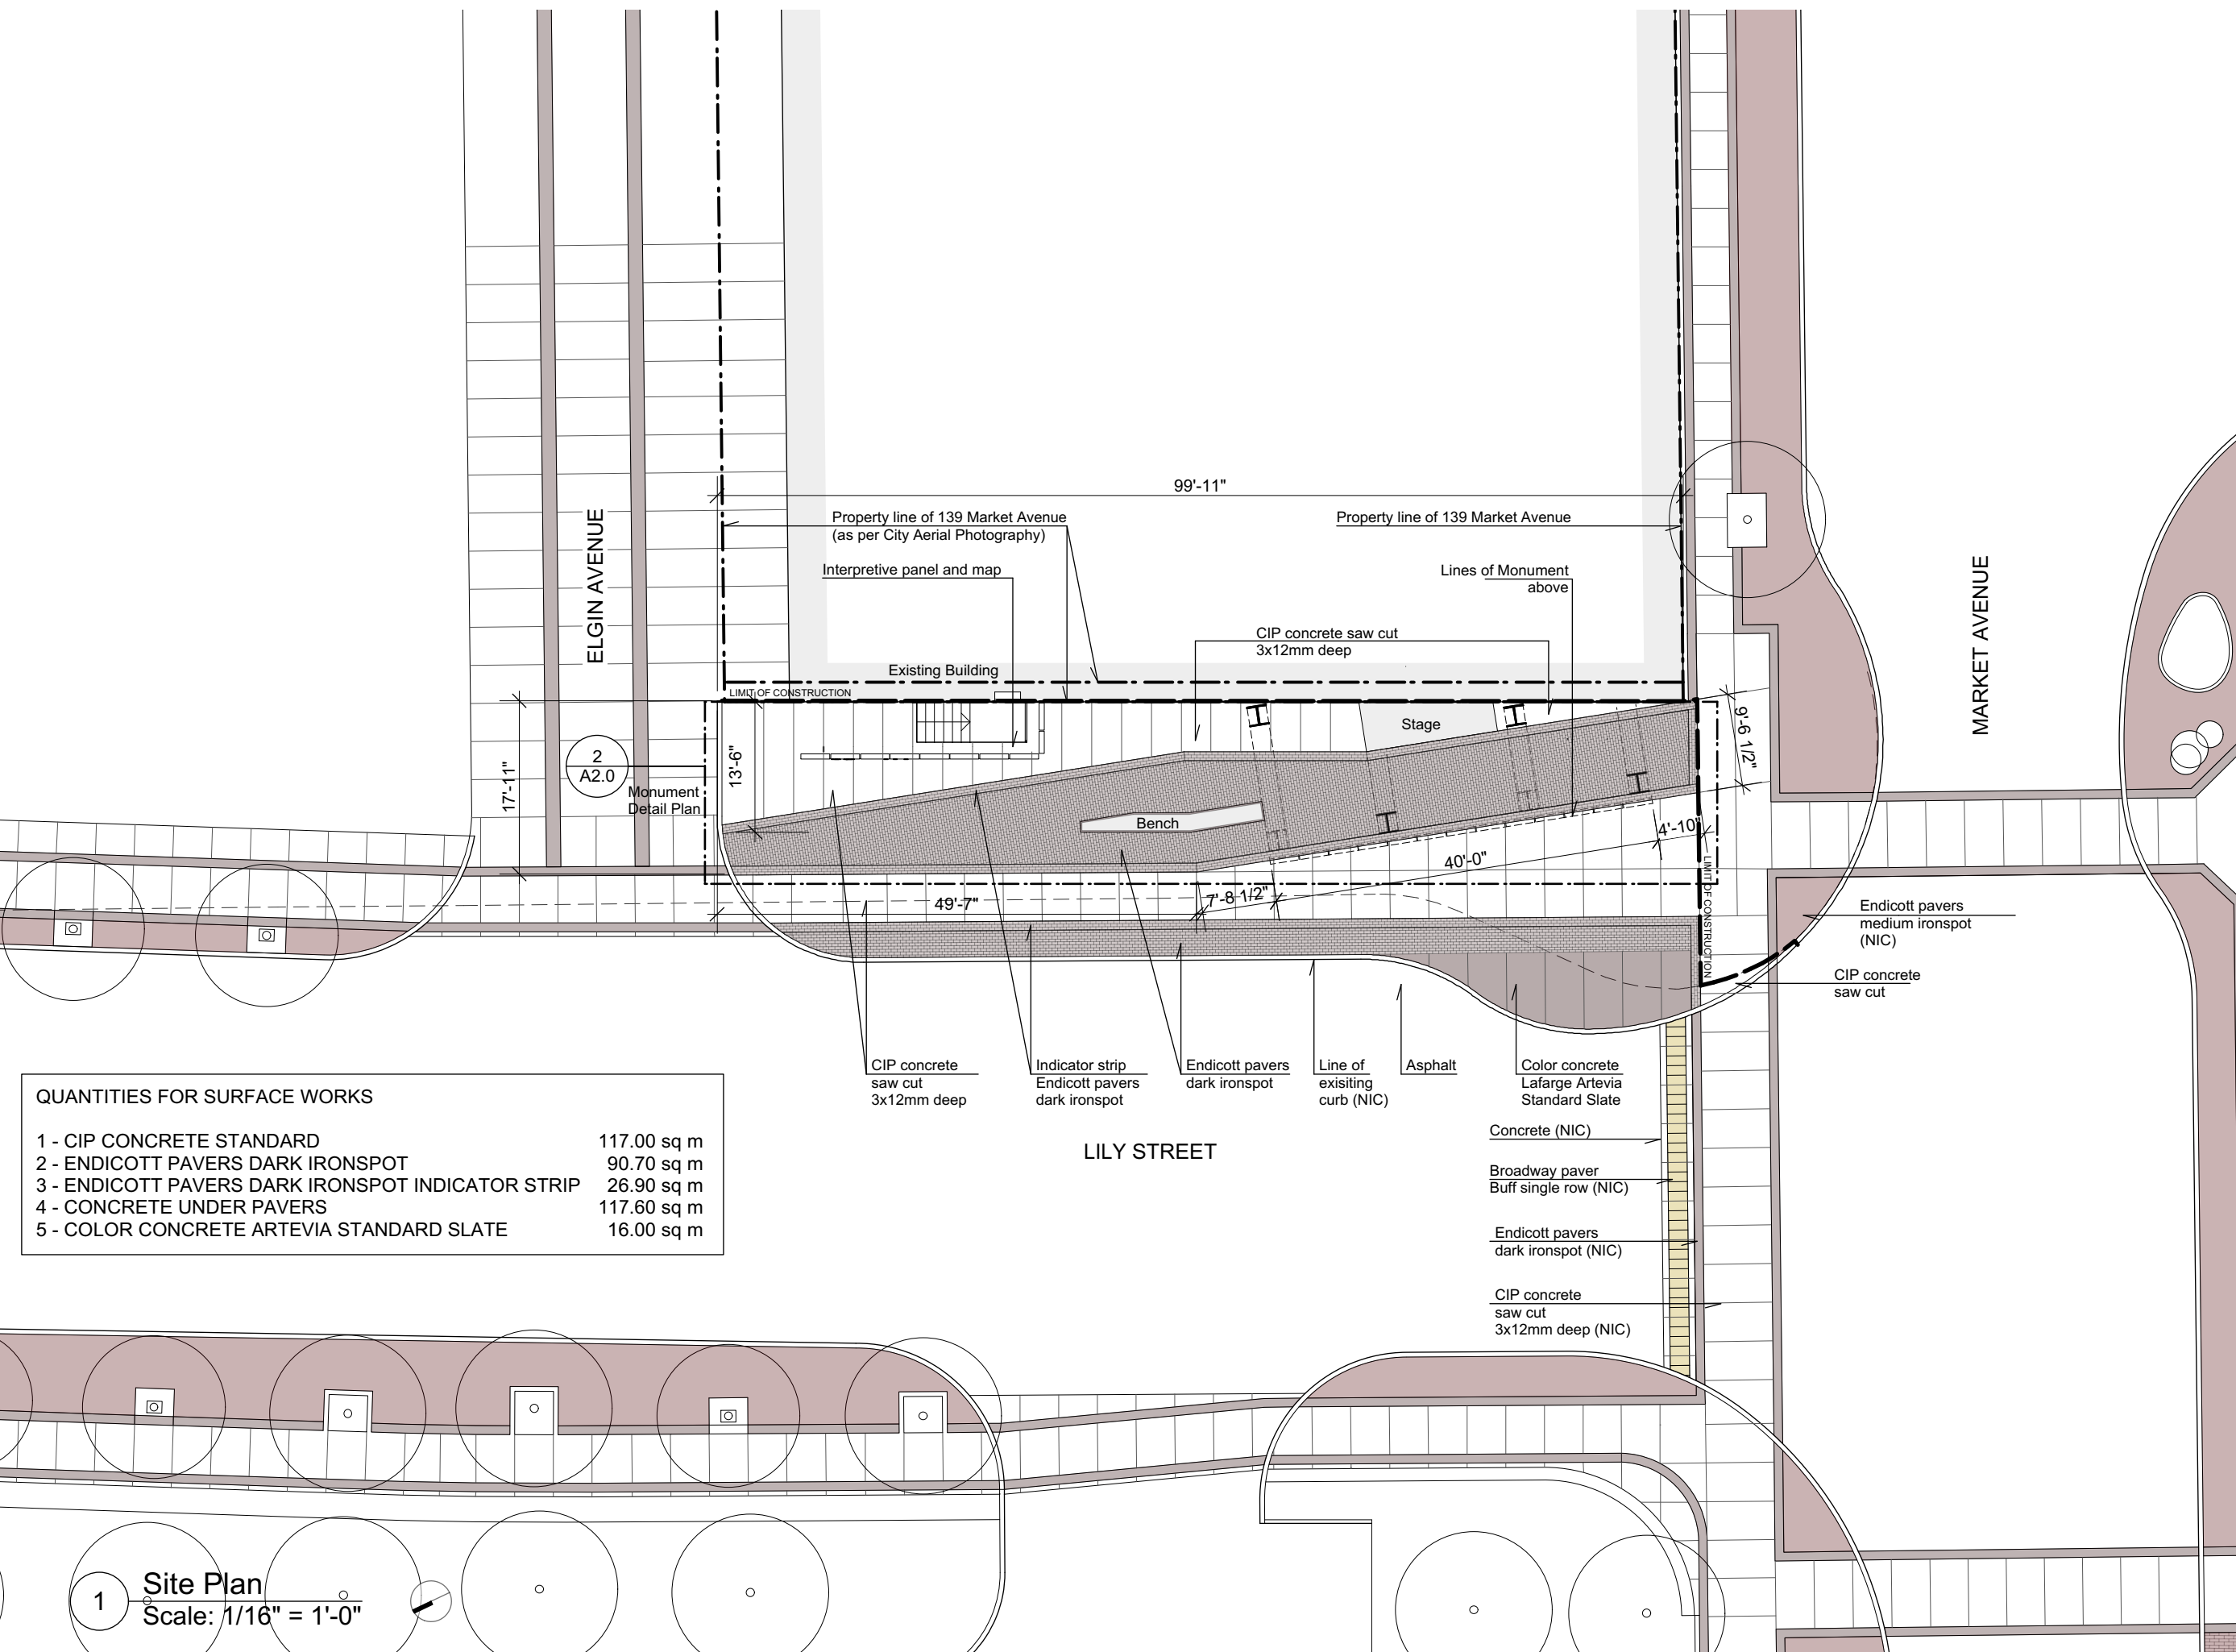 99'-11"
Property line of 139 Market Avenue
(as per City Aerial Photography)
Property line of 139 Market Avenue
Interpretive panel and map
Lines of Monument
above
CIP concrete saw cut
3x12mm deep
Existing Building
LIMIT OF CONSTRUCTION
ELGIN AVENUE
MARKET AVENUE
Stage
9'-6 1/2"
17'-11"
13'-6"
2
A2.0
Monument
Detail Plan
Bench
4'-10"
40'-0"
7'-8 1/2"
49'-7"
LIMIT OF CONSTRUCTION
Endicott pavers
medium ironspot
(NIC)
CIP concrete
saw cut
CIP concrete
saw cut
3x12mm deep
Indicator strip
Endicott pavers
dark ironspot
Endicott pavers
dark ironspot
Line of
exisiting
curb (NIC)
Asphalt
Color concrete
Lafarge Artevia
Standard Slate
LILY STREET
Concrete (NIC)
Broadway paver
Buff single row (NIC)
Endicott pavers
dark ironspot (NIC)
CIP concrete
saw cut
3x12mm deep (NIC)
QUANTITIES FOR SURFACE WORKS
1 - CIP CONCRETE STANDARD 117.00 sq m
2 - ENDICOTT PAVERS DARK IRONSPOT 90.70 sq m
3 - ENDICOTT PAVERS DARK IRONSPOT INDICATOR STRIP 26.90 sq m
4 - CONCRETE UNDER PAVERS 117.60 sq m
5 - COLOR CONCRETE ARTEVIA STANDARD SLATE 16.00 sq m
1
Site Plan
Scale: 1/16" = 1'-0"